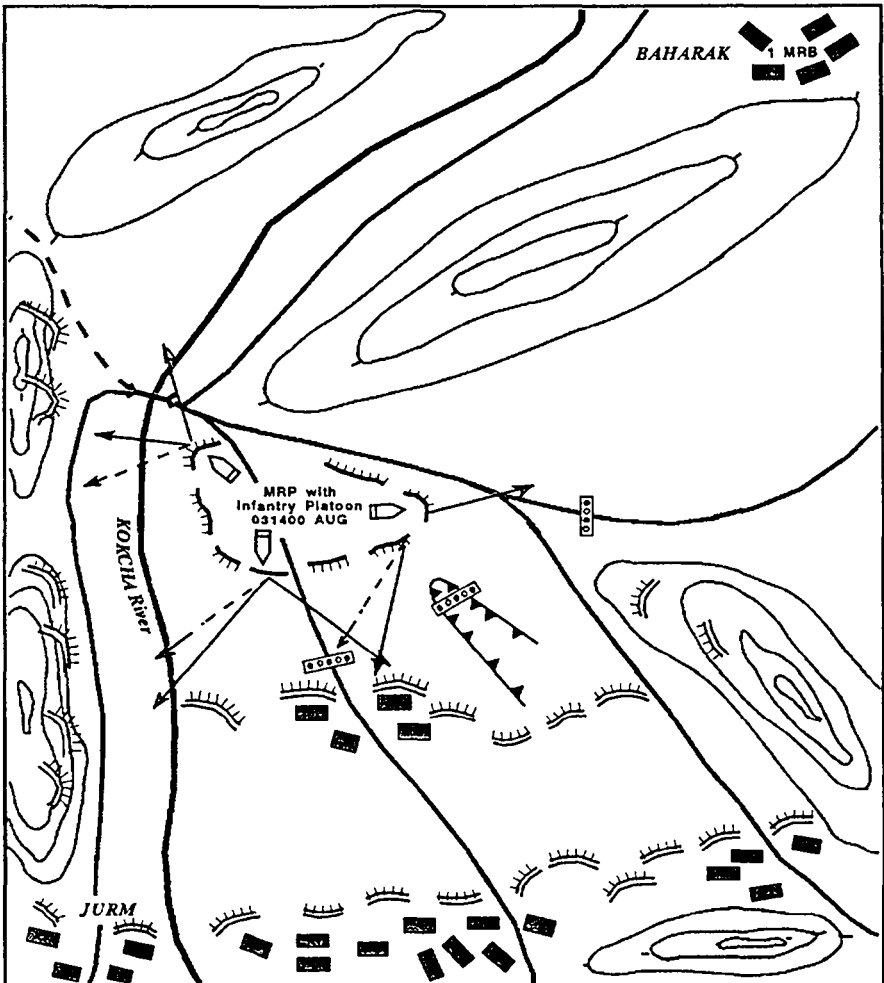 BAHARAK
1 MRB
MRP with
Infantry Platoon
031400 AUG
KOKCHA River
JURM